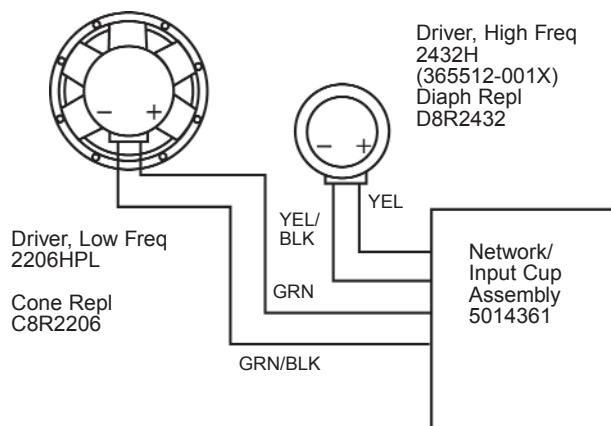 Driver, High Freq
2432H
(365512-001X)
Diaph Repl
D8R2432
− +
− +
YEL
YEL/
BLK
Driver, Low Freq
2206HPL
Cone Repl
C8R2206
GRN
GRN/BLK
Network/
Input Cup
Assembly
5014361